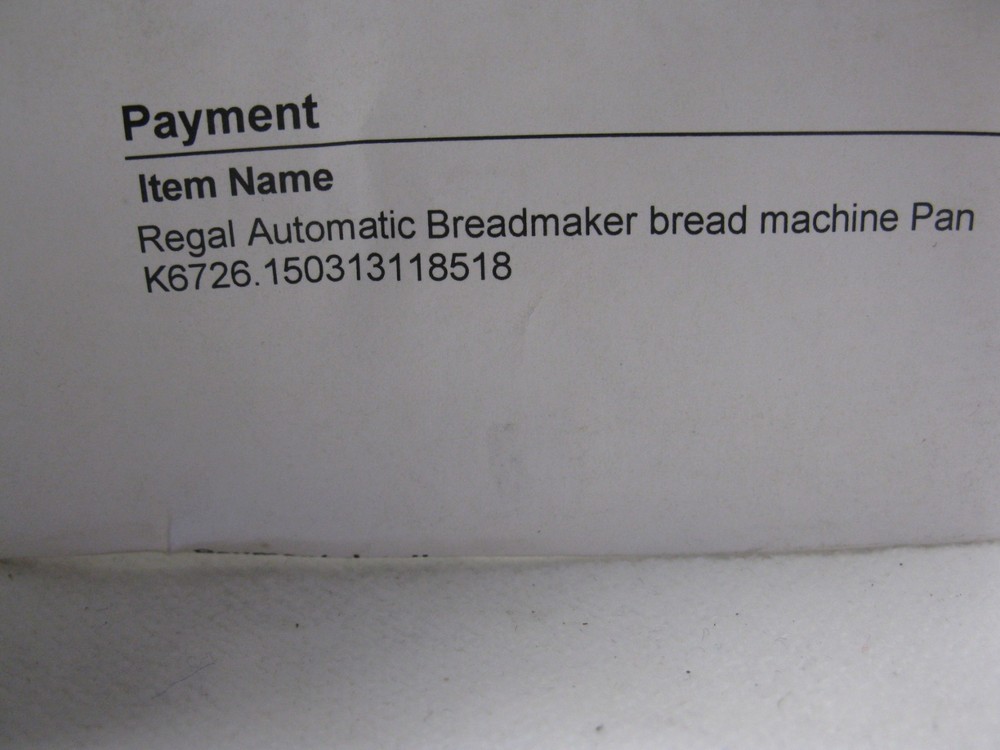 Payment
Item Name
Regal Automatic Breadmaker bread machine Pan
K6726.150313118518